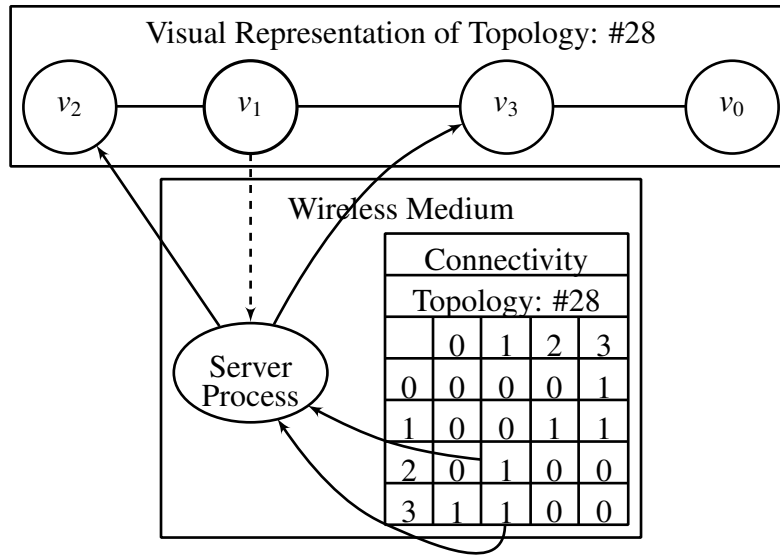 Visual Representation of Topology: #28
v2 v1 v3 v0
Wireless Medium
Connectivity
Topology: #28
0 1 2 3
0 0 0 0 1
1 0 0 1 1
2 0 1 0 0
3 1 1 0 0
Server
Process